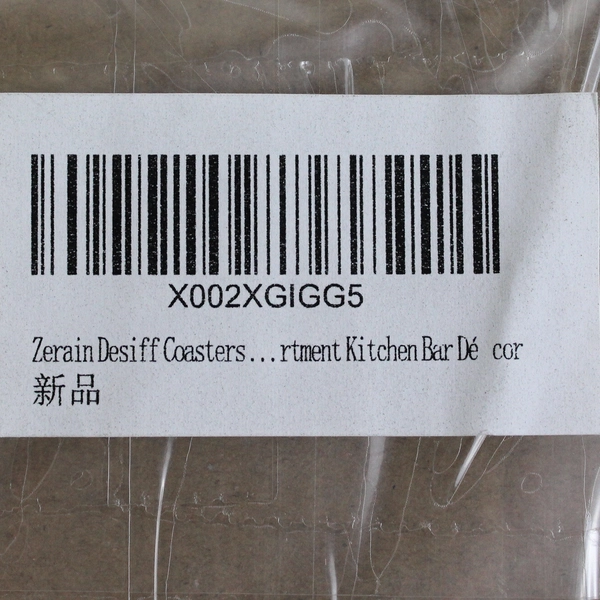 X002XGIGG5
Zerain Desiff Coasters...rtment Kitchen Bar Dé cor
新品